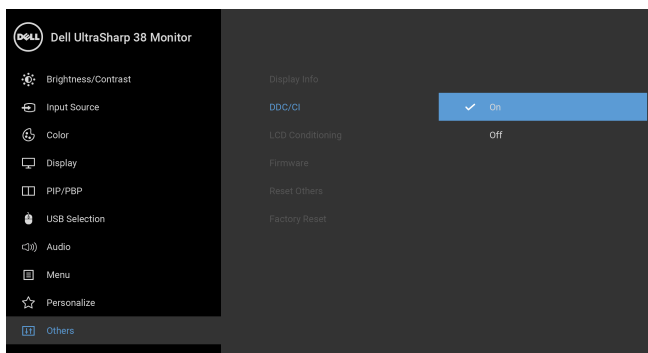 DELL Dell UltraSharp 38 Monitor
Brightness/Contrast
Input Source
Color
Display
PIP/PBP
USB Selection
Audio
Menu
Personalize
Others
Display Info
DDC/CI
LCD Conditioning
Firmware
Reset Others
Factory Reset
On
Off